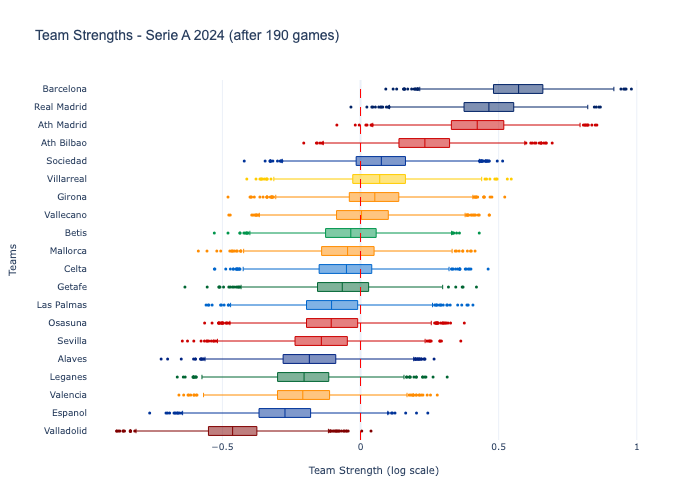 Team Strengths - Serie A 2024 (after 190 games)
Barcelona
Real Madrid
Ath Madrid
Ath Bilbao
Sociedad
Villarreal
Girona
Vallecano
Betis
Mallorca
Celta
Getafe
Las Palmas
Osasuna
Sevilla
Alaves
Leganes
Valencia
Espanol
Valladolid
Teams
−0.5
0
0.5
1
Team Strength (log scale)